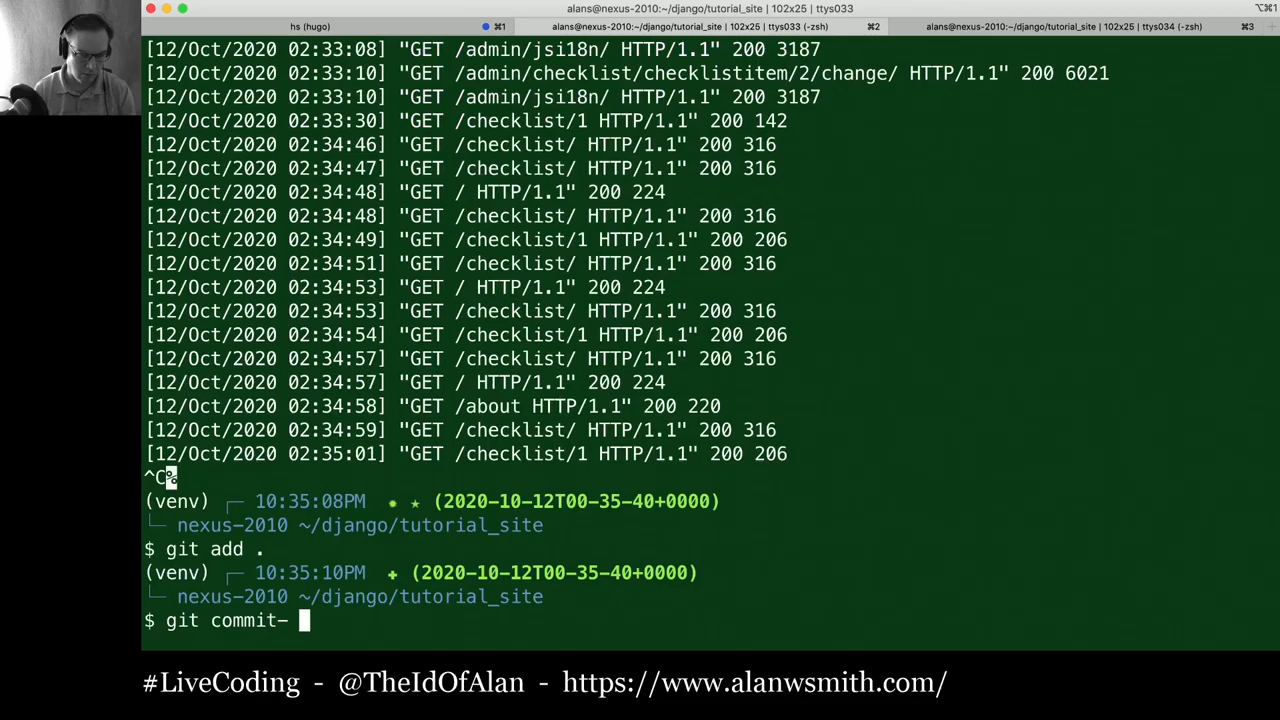 alans@nexus-2010:~/django/tutorial_site | 102x25 | ttys033
⌥⌘1
hs (hugo) ⌘1 alans@nexus-2010:~/django/tutorial_site | 102x25 | ttys033 (-zsh) ⌘2 alans@nexus-2010:~/django/tutorial_site | 102x25 | ttys034 (-zsh) ⌘3
[12/Oct/2020 02:33:08] "GET /admin/jsi18n/ HTTP/1.1" 200 3187
[12/Oct/2020 02:33:10] "GET /admin/checklist/checklistitem/2/change/ HTTP/1.1" 200 6021
[12/Oct/2020 02:33:10] "GET /admin/jsi18n/ HTTP/1.1" 200 3187
[12/Oct/2020 02:33:30] "GET /checklist/1 HTTP/1.1" 200 142
[12/Oct/2020 02:34:46] "GET /checklist/ HTTP/1.1" 200 316
[12/Oct/2020 02:34:47] "GET /checklist/ HTTP/1.1" 200 316
[12/Oct/2020 02:34:48] "GET / HTTP/1.1" 200 224
[12/Oct/2020 02:34:48] "GET /checklist/ HTTP/1.1" 200 316
[12/Oct/2020 02:34:49] "GET /checklist/1 HTTP/1.1" 200 206
[12/Oct/2020 02:34:51] "GET /checklist/ HTTP/1.1" 200 316
[12/Oct/2020 02:34:53] "GET / HTTP/1.1" 200 224
[12/Oct/2020 02:34:53] "GET /checklist/ HTTP/1.1" 200 316
[12/Oct/2020 02:34:54] "GET /checklist/1 HTTP/1.1" 200 206
[12/Oct/2020 02:34:57] "GET /checklist/ HTTP/1.1" 200 316
[12/Oct/2020 02:34:57] "GET / HTTP/1.1" 200 224
[12/Oct/2020 02:34:58] "GET /about HTTP/1.1" 200 220
[12/Oct/2020 02:34:59] "GET /checklist/ HTTP/1.1" 200 316
[12/Oct/2020 02:35:01] "GET /checklist/1 HTTP/1.1" 200 206
^C%
(venv) ┌─ 10:35:08PM ✹ ★ (2020-10-12T00-35-40+0000)
└─ nexus-2010 ~/django/tutorial_site
$ git add .
(venv) ┌─ 10:35:10PM ✚ (2020-10-12T00-35-40+0000)
└─ nexus-2010 ~/django/tutorial_site
$ git commit-
#LiveCoding - @TheIdOfAlan - https://www.alanwsmith.com/